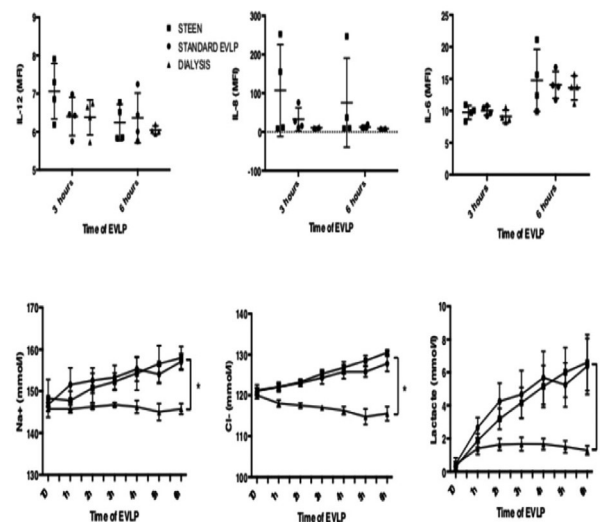 9
8
7
6
5
IL-12 (MFI)
3 hours
6 hours
Time of EVLP
STEEN
STANDARD EVLP
DIALYSIS
300
200
100
0
-100
IL-8 (MFI)
3 hours
6 hours
Time of EVLP
25
20
15
10
5
0
IL-6 (MFI)
3 hours
6 hours
Time of EVLP
170
160
150
140
130
Na+ (mmol/l)
*
Time of EVLP
140
130
120
110
100
Cl- (mmol/l)
*
Time of EVLP
10
8
6
4
2
0
Lactacte (mmol/l)
Time of EVLP